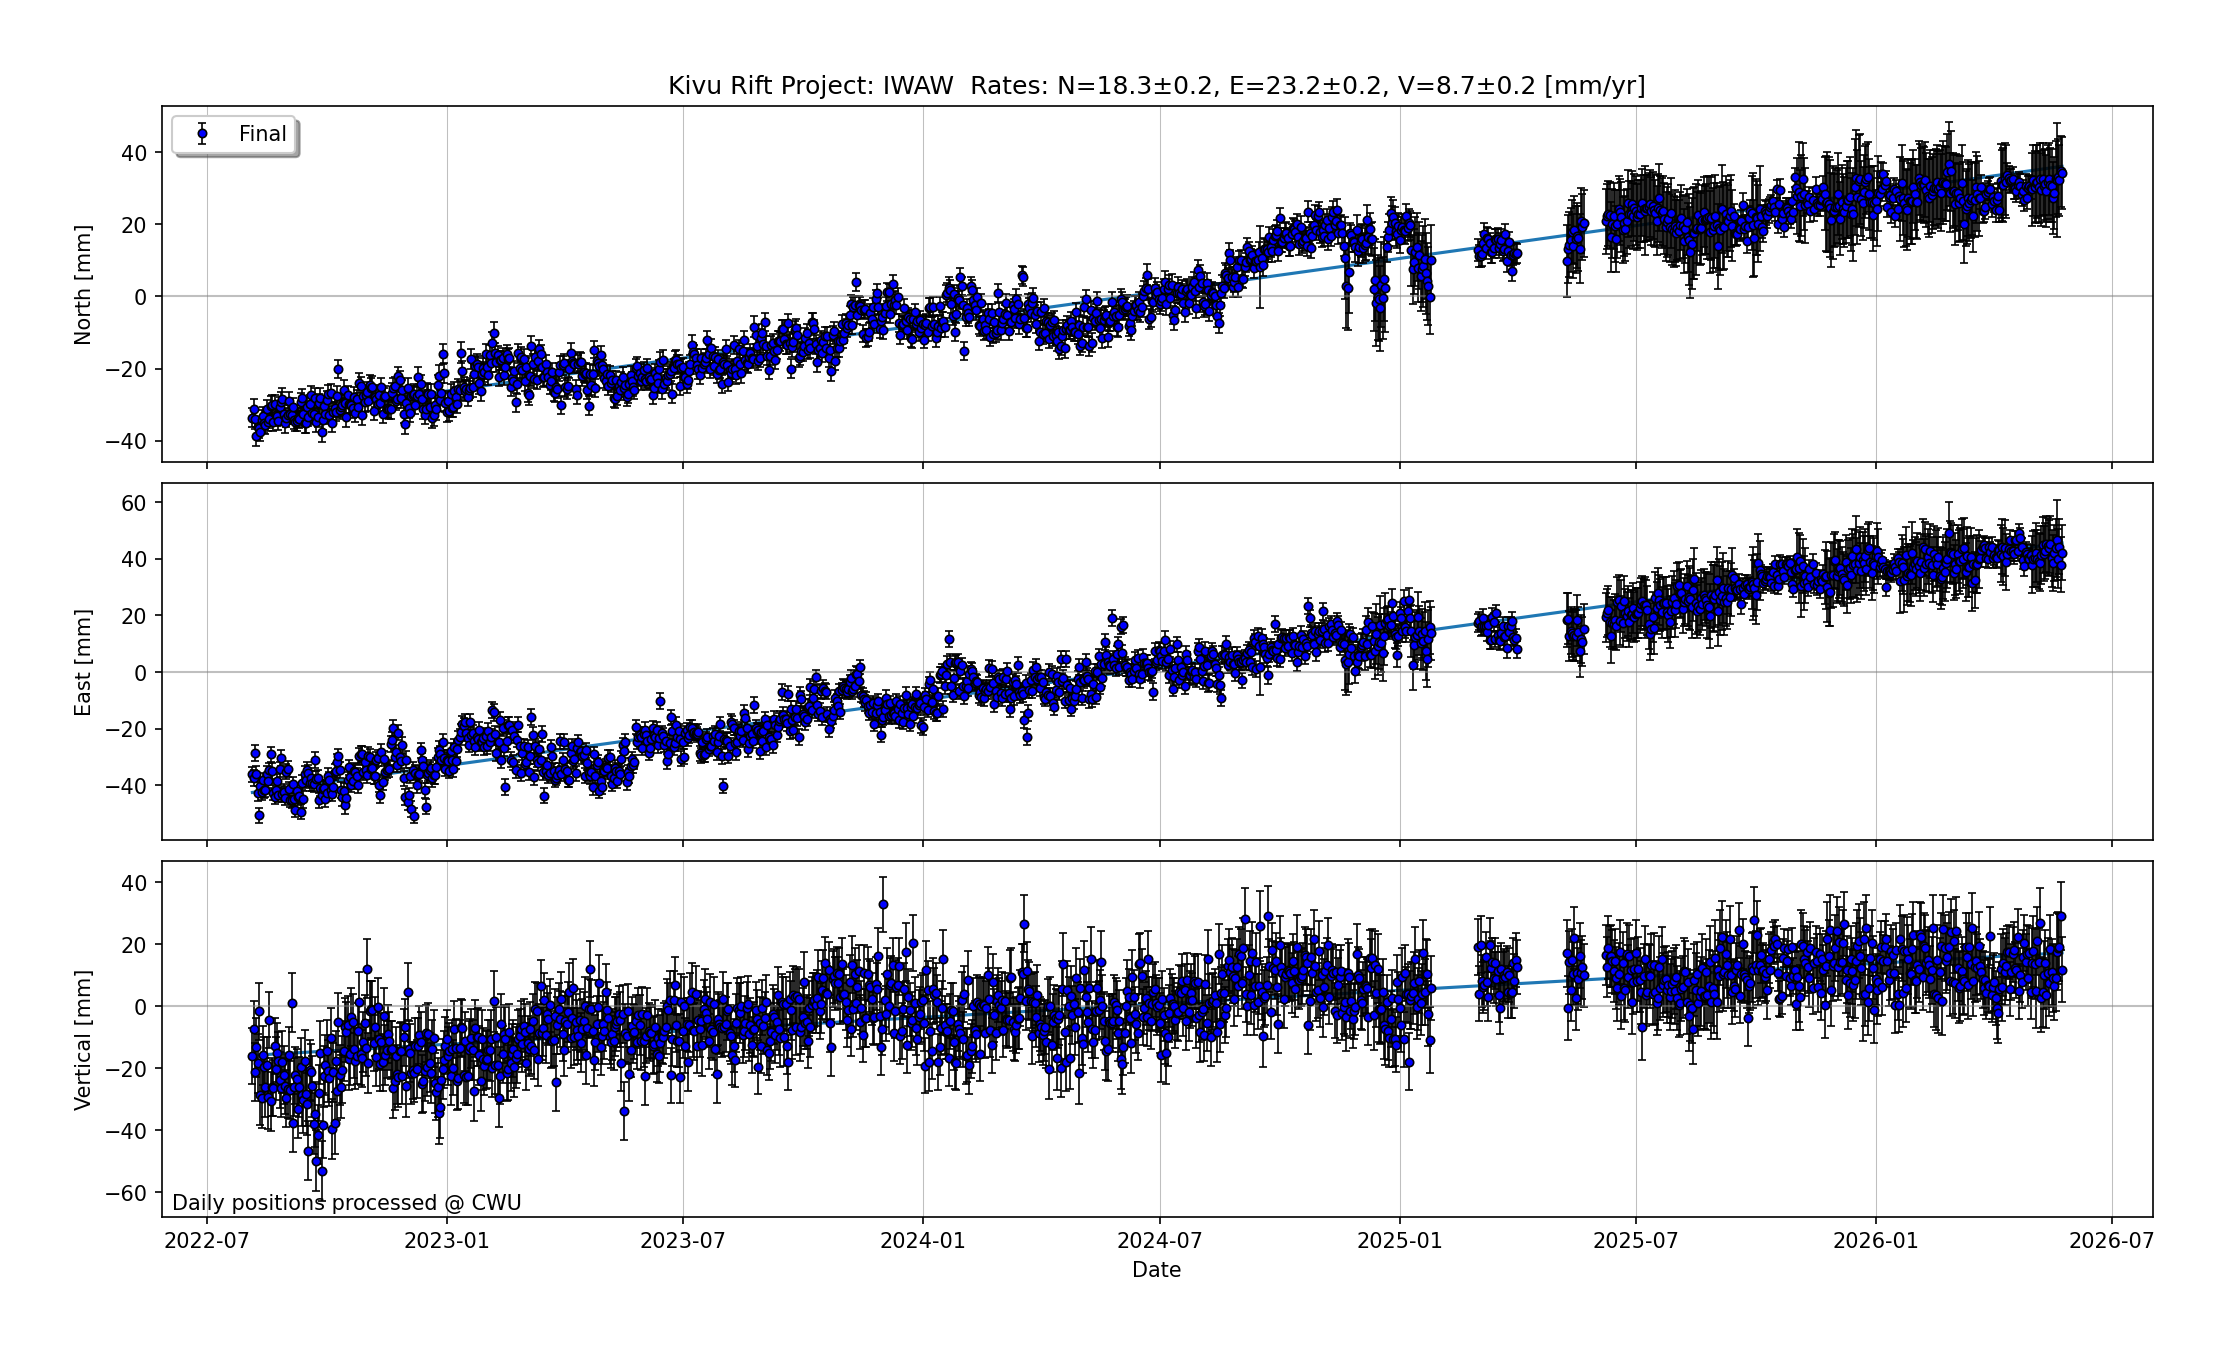 Kivu Rift Project: IWAW  Rates: N=18.3±0.2, E=23.2±0.2, V=8.7±0.2 [mm/yr]
Final
North [mm]
40
20
0
−20
−40
East [mm]
60
40
20
0
−20
−40
Vertical [mm]
40
20
0
−20
−40
−60
Daily positions processed @ CWU
2022-07 2023-01 2023-07 2024-01 2024-07 2025-01 2025-07 2026-01 2026-07
Date